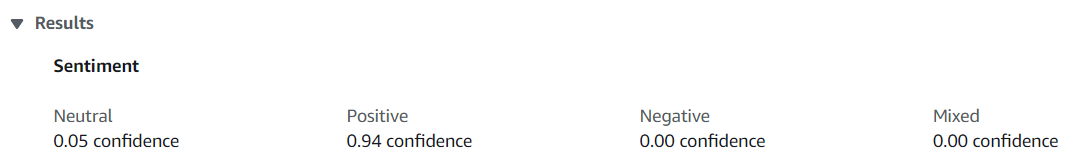 Results
Sentiment
Neutral Positive Negative Mixed
0.05 confidence 0.94 confidence 0.00 confidence 0.00 confidence